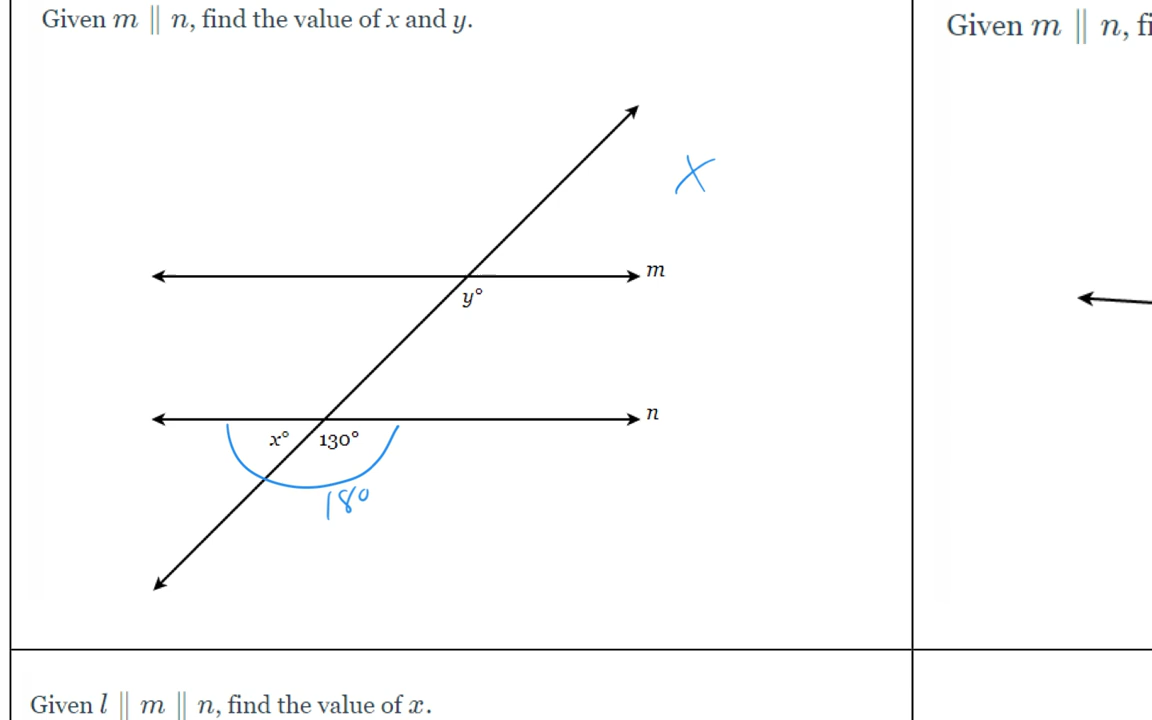 Given m ∥ n, find the value of x and y.
Given m ∥ n, fi
x
m
y°
n
x° 130°
180
Given l ∥ m ∥ n, find the value of x.